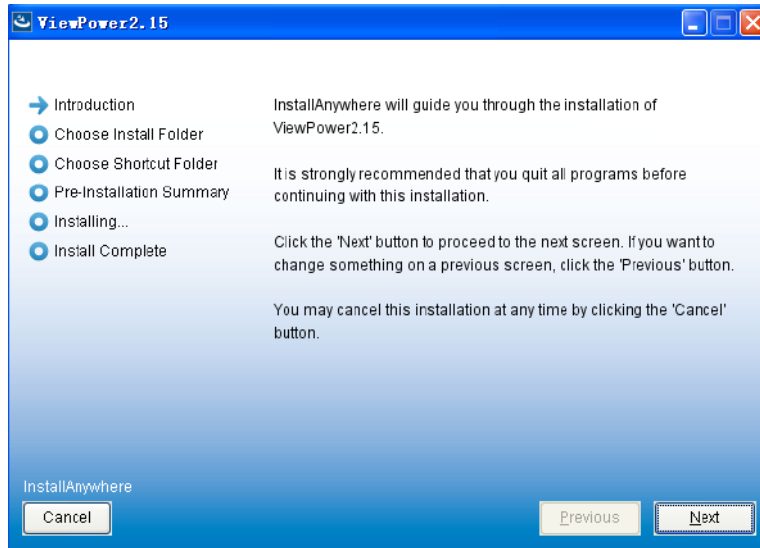 ViewPower2.15
Introduction
Choose Install Folder
Choose Shortcut Folder
Pre-Installation Summary
Installing...
Install Complete
InstallAnywhere will guide you through the installation of
ViewPower2.15.
It is strongly recommended that you quit all programs before
continuing with this installation.
Click the 'Next' button to proceed to the next screen. If you want to
change something on a previous screen, click the 'Previous' button.
You may cancel this installation at any time by clicking the 'Cancel'
button.
InstallAnywhere
Cancel
Previous
Next